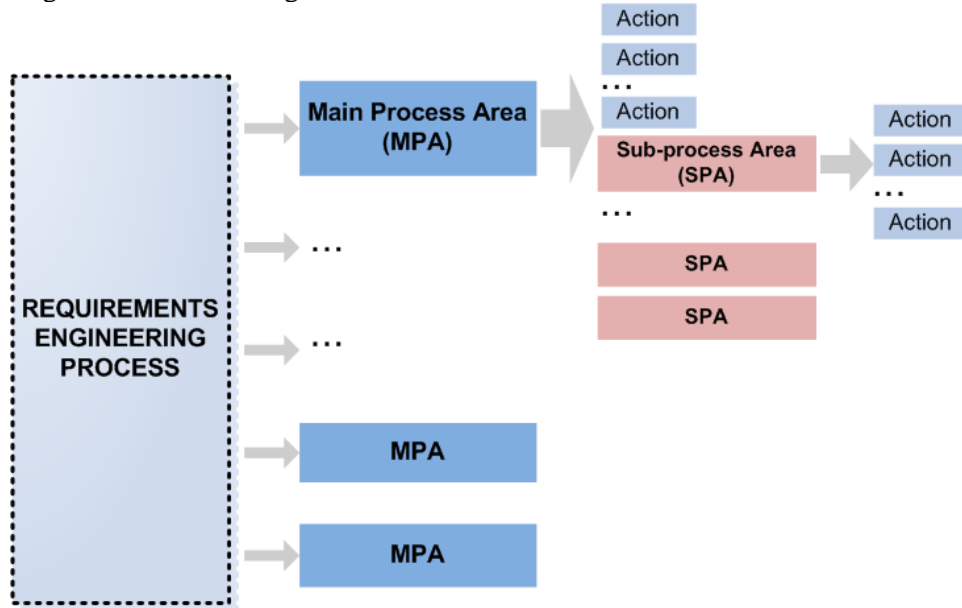 REQUIREMENTS
ENGINEERING
PROCESS
Main Process Area
(MPA)
...
...
MPA
MPA
Action
Action
...
Action
Sub-process Area
(SPA)
...
SPA
SPA
Action
Action
...
Action